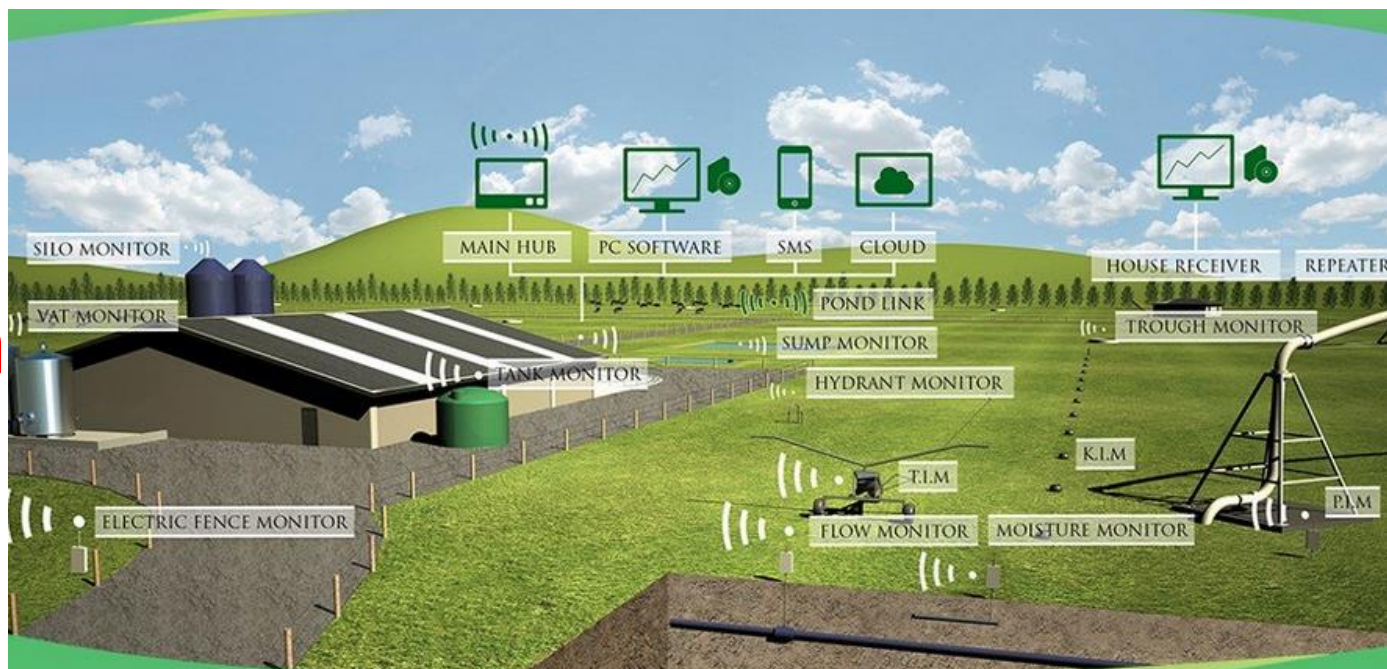 MAIN HUB
PC SOFTWARE
SMS
CLOUD
SILO MONITOR
HOUSE RECEIVER
REPEATER
VAT MONITOR
POND LINK
TROUGH MONITOR
SUMP MONITOR
TANK MONITOR
HYDRANT MONITOR
K.I.M
T.I.M
P.I.M
ELECTRIC FENCE MONITOR
FLOW MONITOR
MOISTURE MONITOR